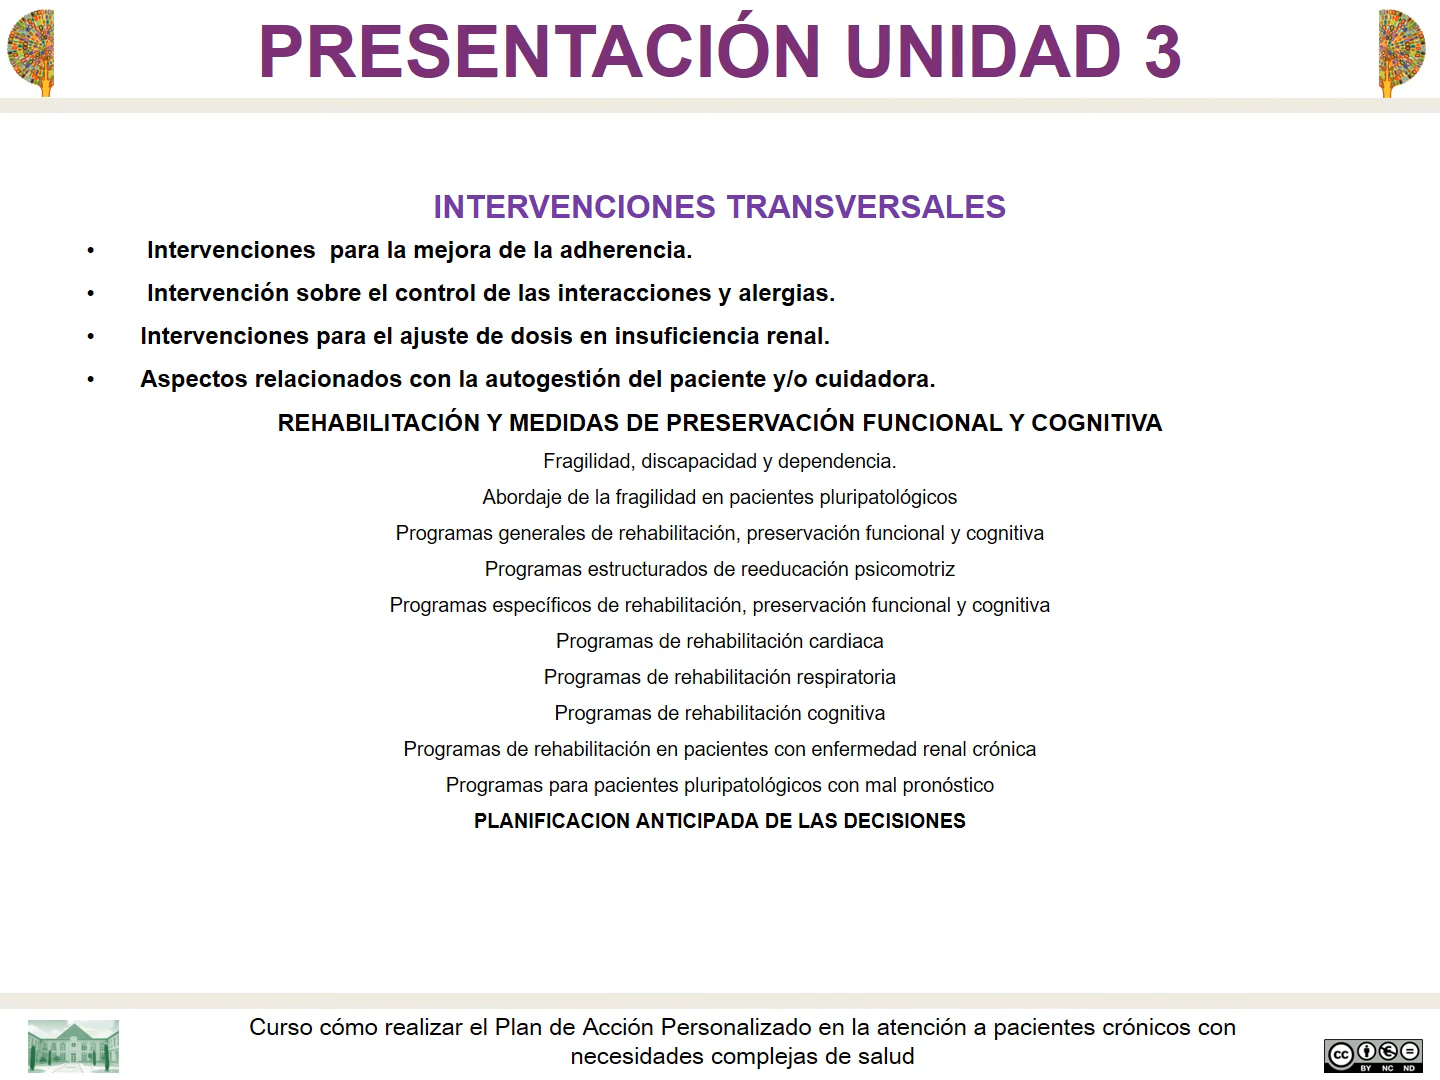 PRESENTACIÓN UNIDAD 3
INTERVENCIONES TRANSVERSALES
• Intervenciones para la mejora de la adherencia.
• Intervención sobre el control de las interacciones y alergias.
• Intervenciones para el ajuste de dosis en insuficiencia renal.
• Aspectos relacionados con la autogestión del paciente y/o cuidadora.
REHABILITACIÓN Y MEDIDAS DE PRESERVACIÓN FUNCIONAL Y COGNITIVA
Fragilidad, discapacidad y dependencia.
Abordaje de la fragilidad en pacientes pluripatológicos
Programas generales de rehabilitación, preservación funcional y cognitiva
Programas estructurados de reeducación psicomotriz
Programas específicos de rehabilitación, preservación funcional y cognitiva
Programas de rehabilitación cardiaca
Programas de rehabilitación respiratoria
Programas de rehabilitación cognitiva
Programas de rehabilitación en pacientes con enfermedad renal crónica
Programas para pacientes pluripatológicos con mal pronóstico
PLANIFICACION ANTICIPADA DE LAS DECISIONES
Curso cómo realizar el Plan de Acción Personalizado en la atención a pacientes crónicos con
necesidades complejas de salud
cc
BY NC ND